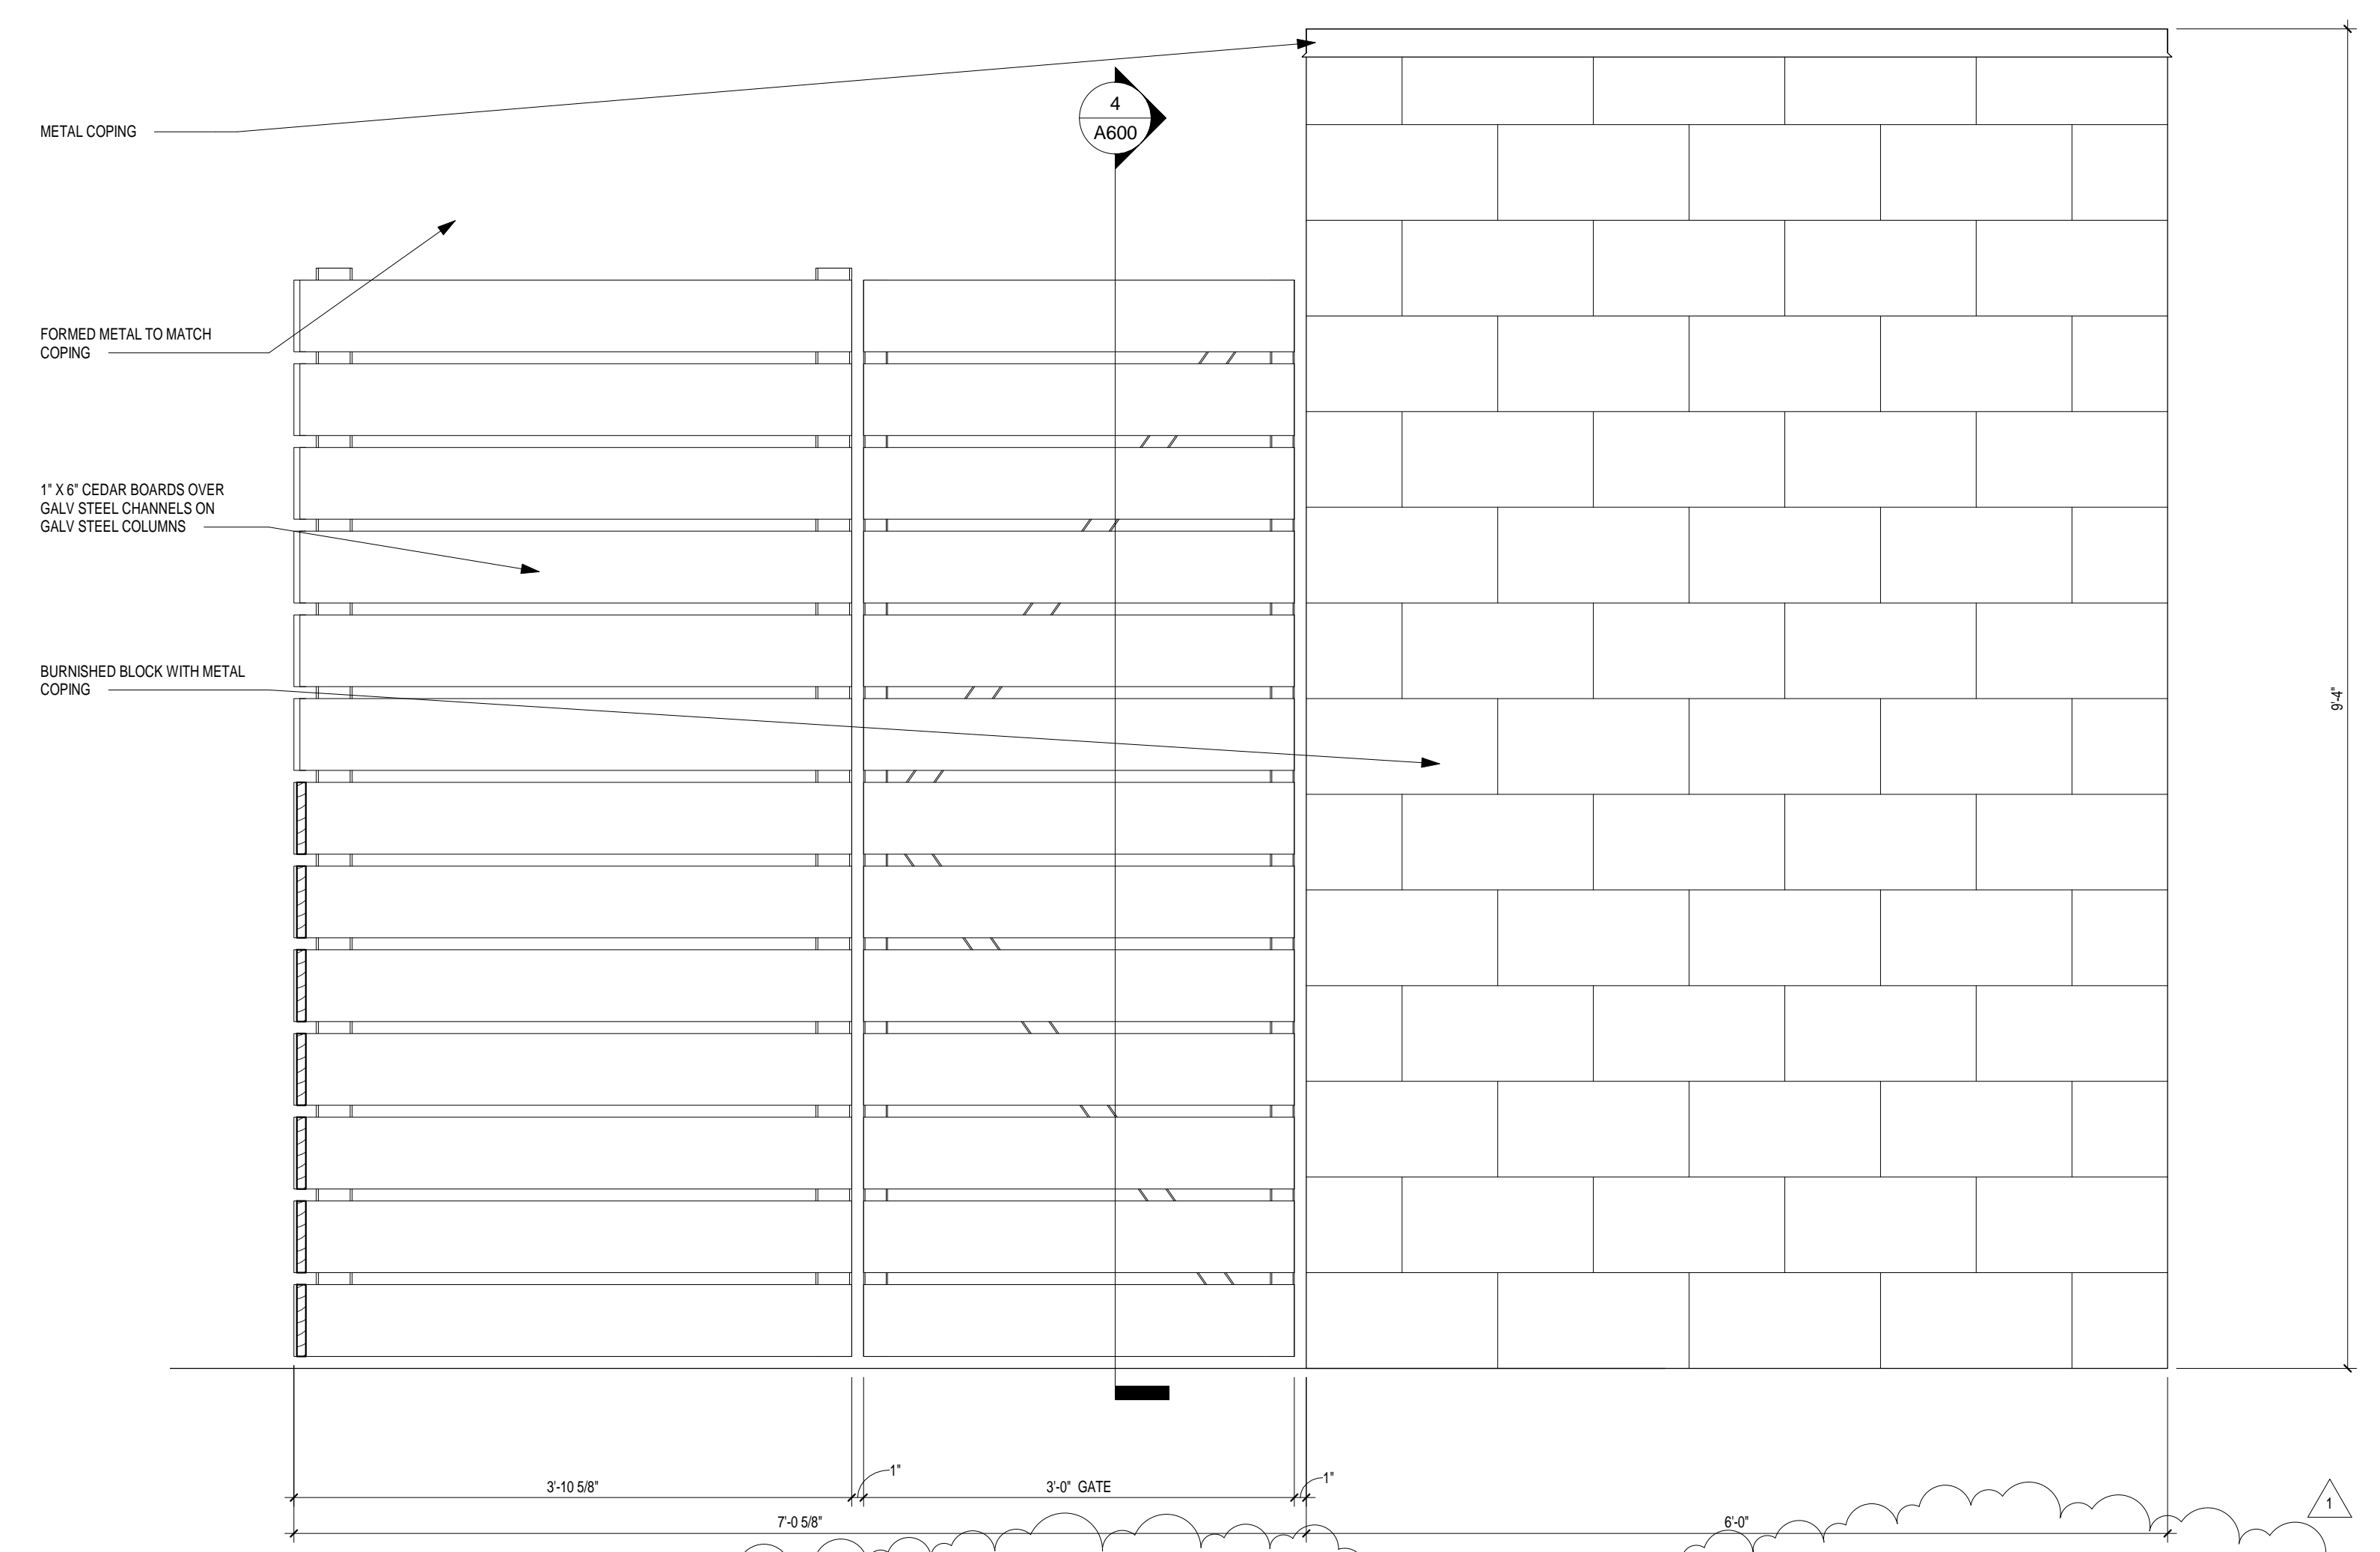 4
A600
METAL COPING
FORMED METAL TO MATCH
COPING
1" X 6" CEDAR BOARDS OVER
GALV STEEL CHANNELS ON
GALV STEEL COLUMNS
BURNISHED BLOCK WITH METAL
COPING
9'-4"
3'-10 5/8"
1"
3'-0" GATE
1"
7'-0 5/8"
6'-0"
1